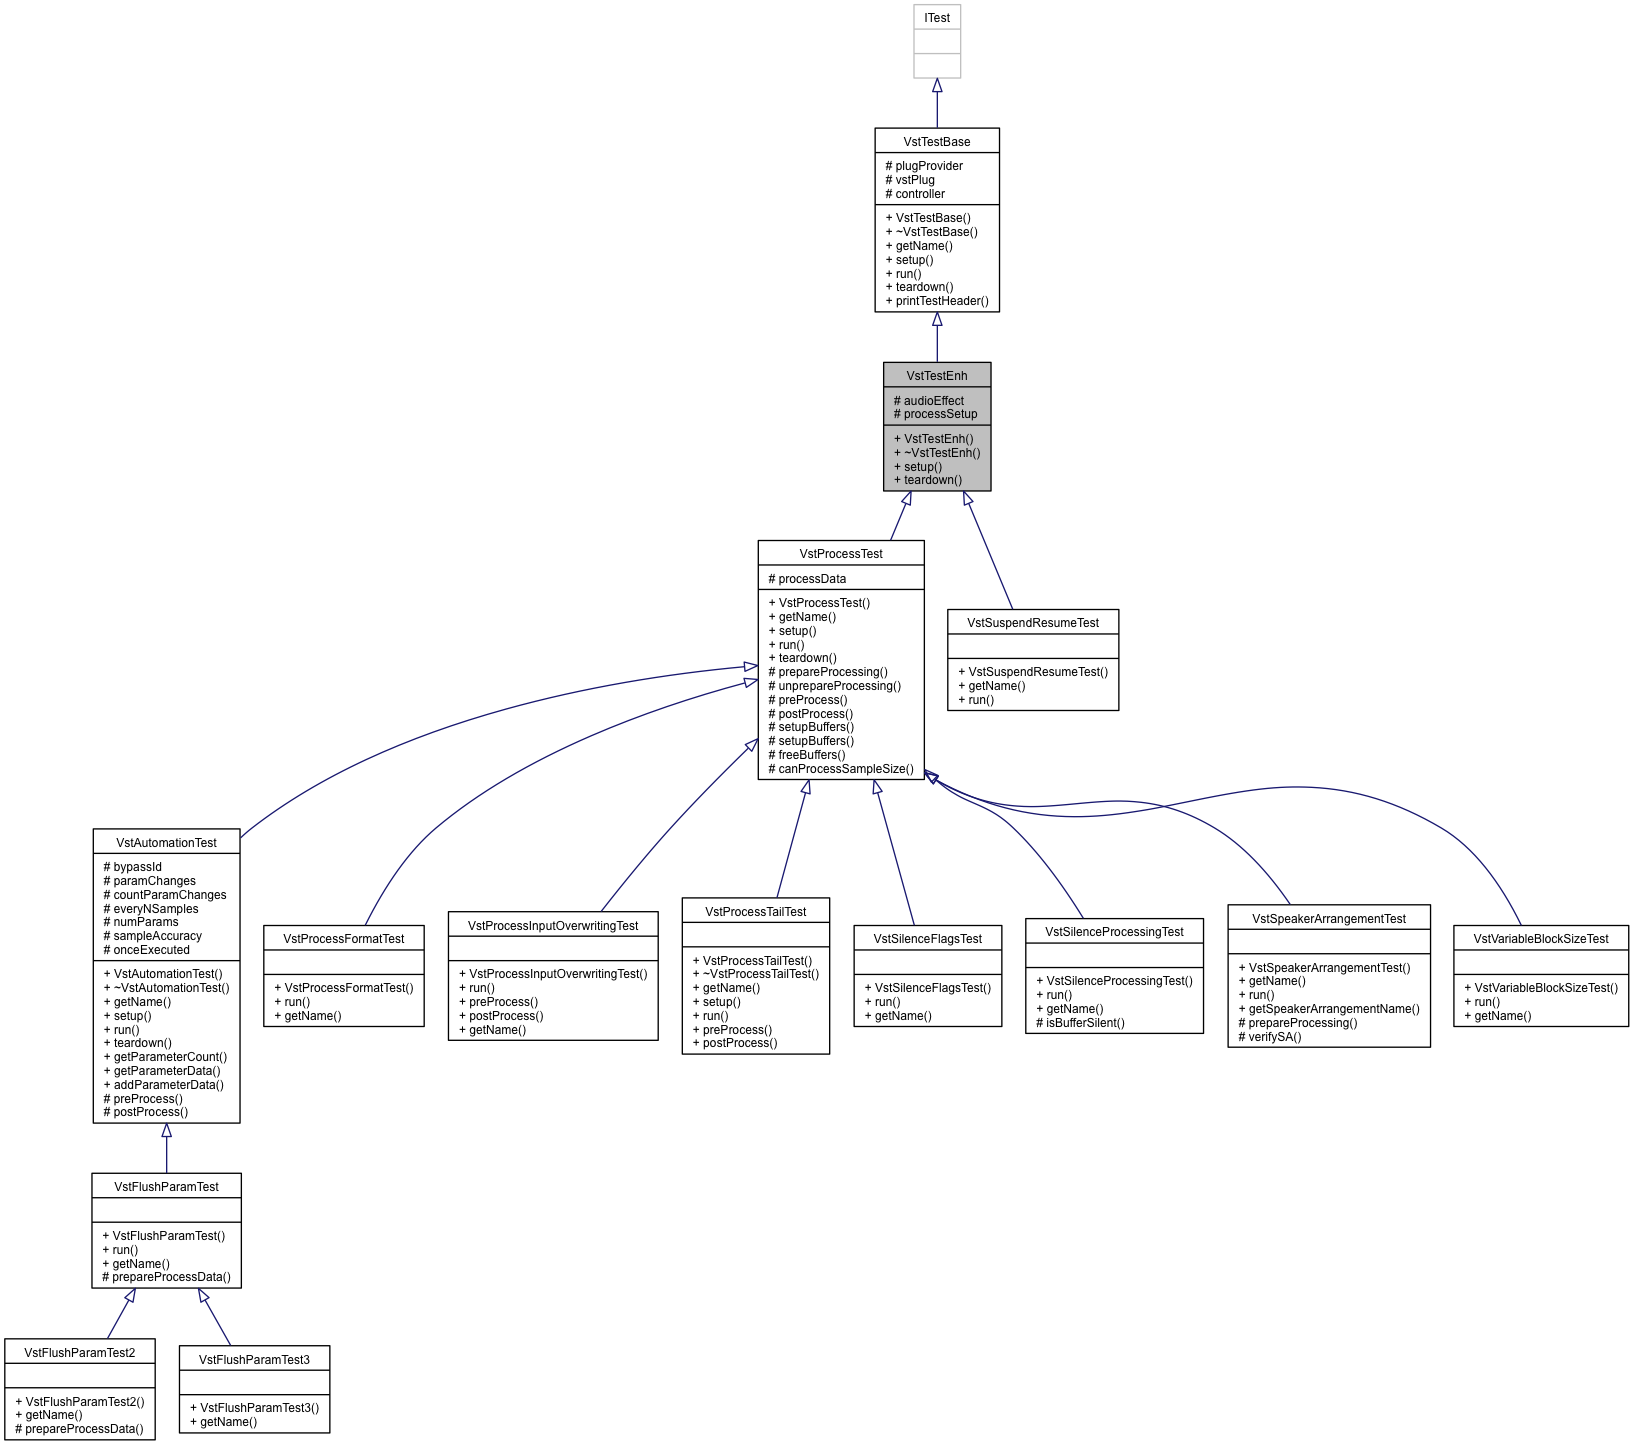 ITest
VstTestBase
# plugProvider
# vstPlug
# controller
+ VstTestBase()
+ ~VstTestBase()
+ getName()
+ setup()
+ run()
+ teardown()
+ printTestHeader()
VstTestEnh
# audioEffect
# processSetup
+ VstTestEnh()
+ ~VstTestEnh()
+ setup()
+ teardown()
VstProcessTest
# processData
+ VstProcessTest()
+ getName()
+ setup()
+ run()
+ teardown()
# prepareProcessing()
# unprepareProcessing()
# preProcess()
# postProcess()
# setupBuffers()
# setupBuffers()
# freeBuffers()
# canProcessSampleSize()
VstSuspendResumeTest
+ VstSuspendResumeTest()
+ getName()
+ run()
VstAutomationTest
# bypassId
# paramChanges
# countParamChanges
# everyNSamples
# numParams
# sampleAccuracy
# onceExecuted
+ VstAutomationTest()
+ ~VstAutomationTest()
+ getName()
+ setup()
+ run()
+ teardown()
+ getParameterCount()
+ getParameterData()
+ addParameterData()
# preProcess()
# postProcess()
VstProcessFormatTest
+ VstProcessFormatTest()
+ run()
+ getName()
VstProcessInputOverwritingTest
+ VstProcessInputOverwritingTest()
+ run()
+ preProcess()
+ postProcess()
+ getName()
VstProcessTailTest
+ VstProcessTailTest()
+ ~VstProcessTailTest()
+ getName()
+ setup()
+ run()
+ preProcess()
+ postProcess()
VstSilenceFlagsTest
+ VstSilenceFlagsTest()
+ run()
+ getName()
VstSilenceProcessingTest
+ VstSilenceProcessingTest()
+ run()
+ getName()
# isBufferSilent()
VstSpeakerArrangementTest
+ VstSpeakerArrangementTest()
+ getName()
+ run()
+ getSpeakerArrangementName()
# prepareProcessing()
# verifySA()
VstVariableBlockSizeTest
+ VstVariableBlockSizeTest()
+ run()
+ getName()
VstFlushParamTest
+ VstFlushParamTest()
+ run()
+ getName()
# prepareProcessData()
VstFlushParamTest2
+ VstFlushParamTest2()
+ getName()
# prepareProcessData()
VstFlushParamTest3
+ VstFlushParamTest3()
+ getName()